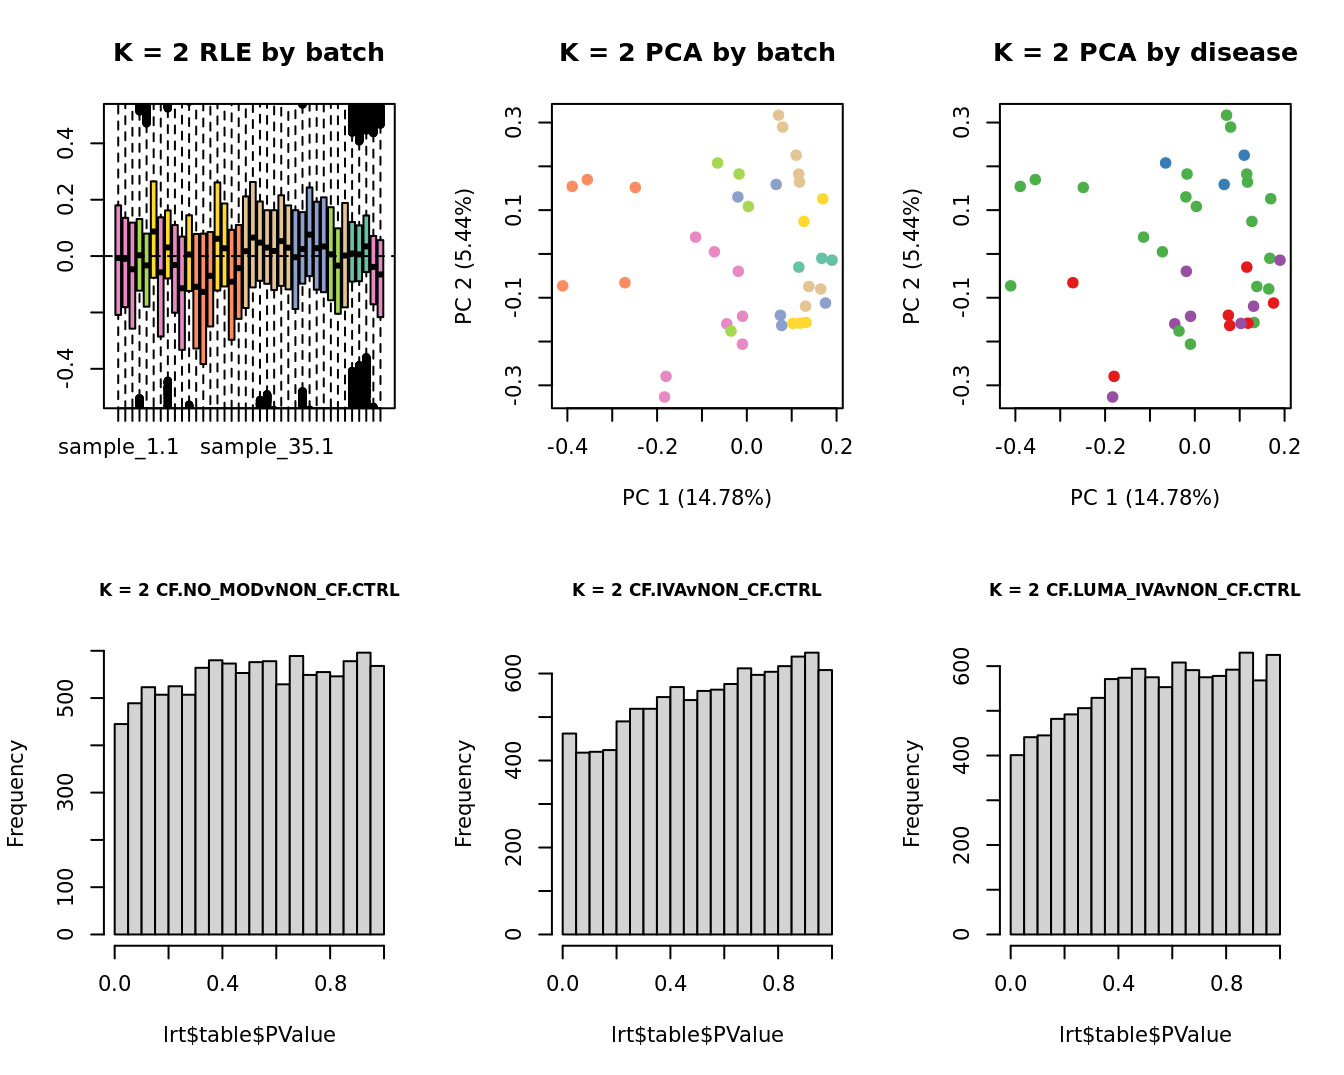 K = 2 RLE by batch
0.4
0.2
0.0
-0.4
sample_1.1 sample_35.1
K = 2 PCA by batch
PC 2 (5.44%)
0.3
0.1
-0.1
-0.3
-0.4 -0.2 0.0 0.2
PC 1 (14.78%)
K = 2 PCA by disease
PC 2 (5.44%)
0.3
0.1
-0.1
-0.3
-0.4 -0.2 0.0 0.2
PC 1 (14.78%)
K = 2 CF.NO_MODvNON_CF.CTRL
Frequency
500
300
100
0
0.0 0.4 0.8
lrt$table$PValue
K = 2 CF.IVAvNON_CF.CTRL
Frequency
600
400
200
0
0.0 0.4 0.8
lrt$table$PValue
K = 2 CF.LUMA_IVAvNON_CF.CTRL
Frequency
600
400
200
0
0.0 0.4 0.8
lrt$table$PValue